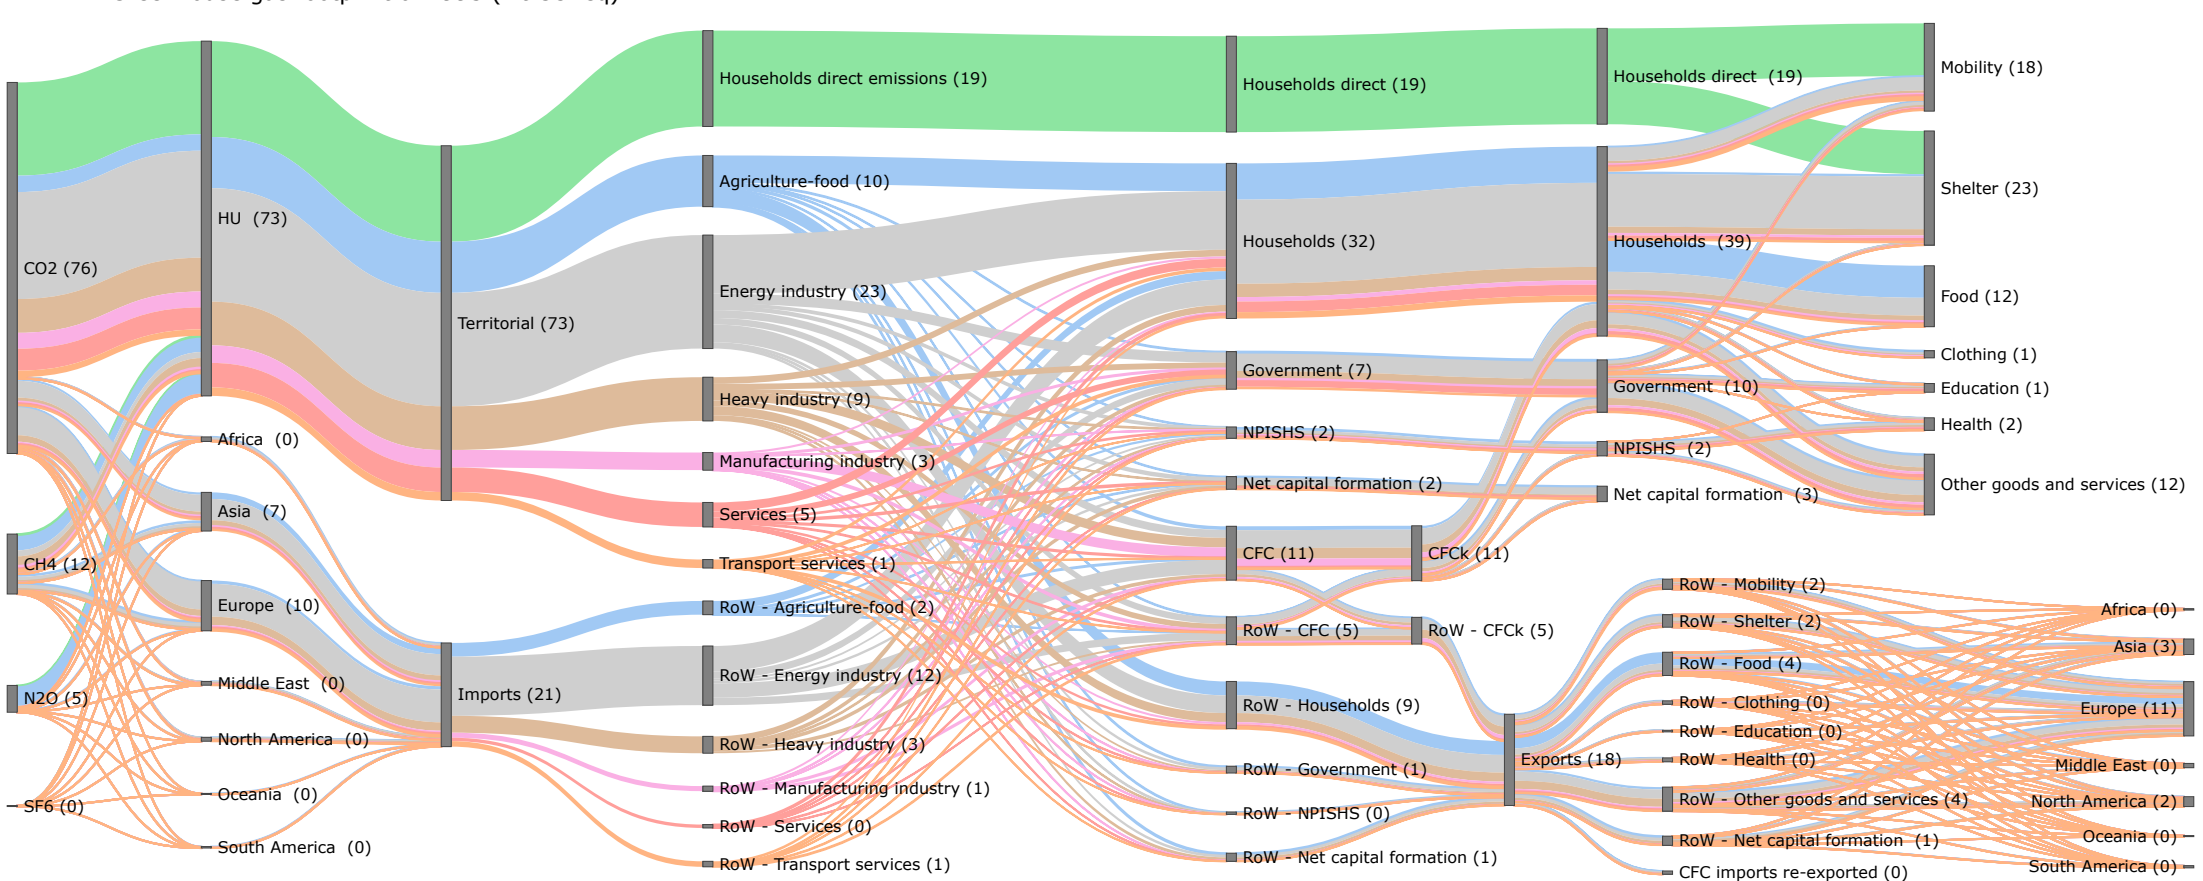 CO2 (76)
CH4 (12)
N2O (5)
SF6 (0)
HU (73)
Africa (0)
Asia (7)
Europe (10)
Middle East (0)
North America (0)
Oceania (0)
South America (0)
Territorial (73)
Imports (21)
Households direct emissions (19)
Agriculture-food (10)
Energy industry (23)
Heavy industry (9)
Manufacturing industry (3)
Services (5)
Transport services (1)
RoW - Agriculture-food (2)
RoW - Energy industry (12)
RoW - Heavy industry (3)
RoW - Manufacturing industry (1)
RoW - Services (0)
RoW - Transport services (1)
Households direct (19)
Households (32)
Government (7)
NPISHS (2)
Net capital formation (2)
CFC (11)
RoW - CFC (5)
RoW - Households (9)
RoW - Government (1)
RoW - NPISHS (0)
RoW - Net capital formation (1)
CFCk (11)
RoW - CFCk (5)
Exports (18)
Households direct (19)
Households (39)
Government (10)
NPISHS (2)
Net capital formation (3)
RoW - Mobility (2)
RoW - Shelter (2)
RoW - Food (4)
RoW - Clothing (0)
RoW - Education (0)
RoW - Health (0)
RoW - Other goods and services (4)
RoW - Net capital formation (1)
CFC imports re-exported (0)
Mobility (18)
Shelter (23)
Food (12)
Clothing (1)
Education (1)
Health (2)
Other goods and services (12)
Africa (0)
Asia (3)
Europe (11)
Middle East (0)
North America (2)
Oceania (0)
South America (0)